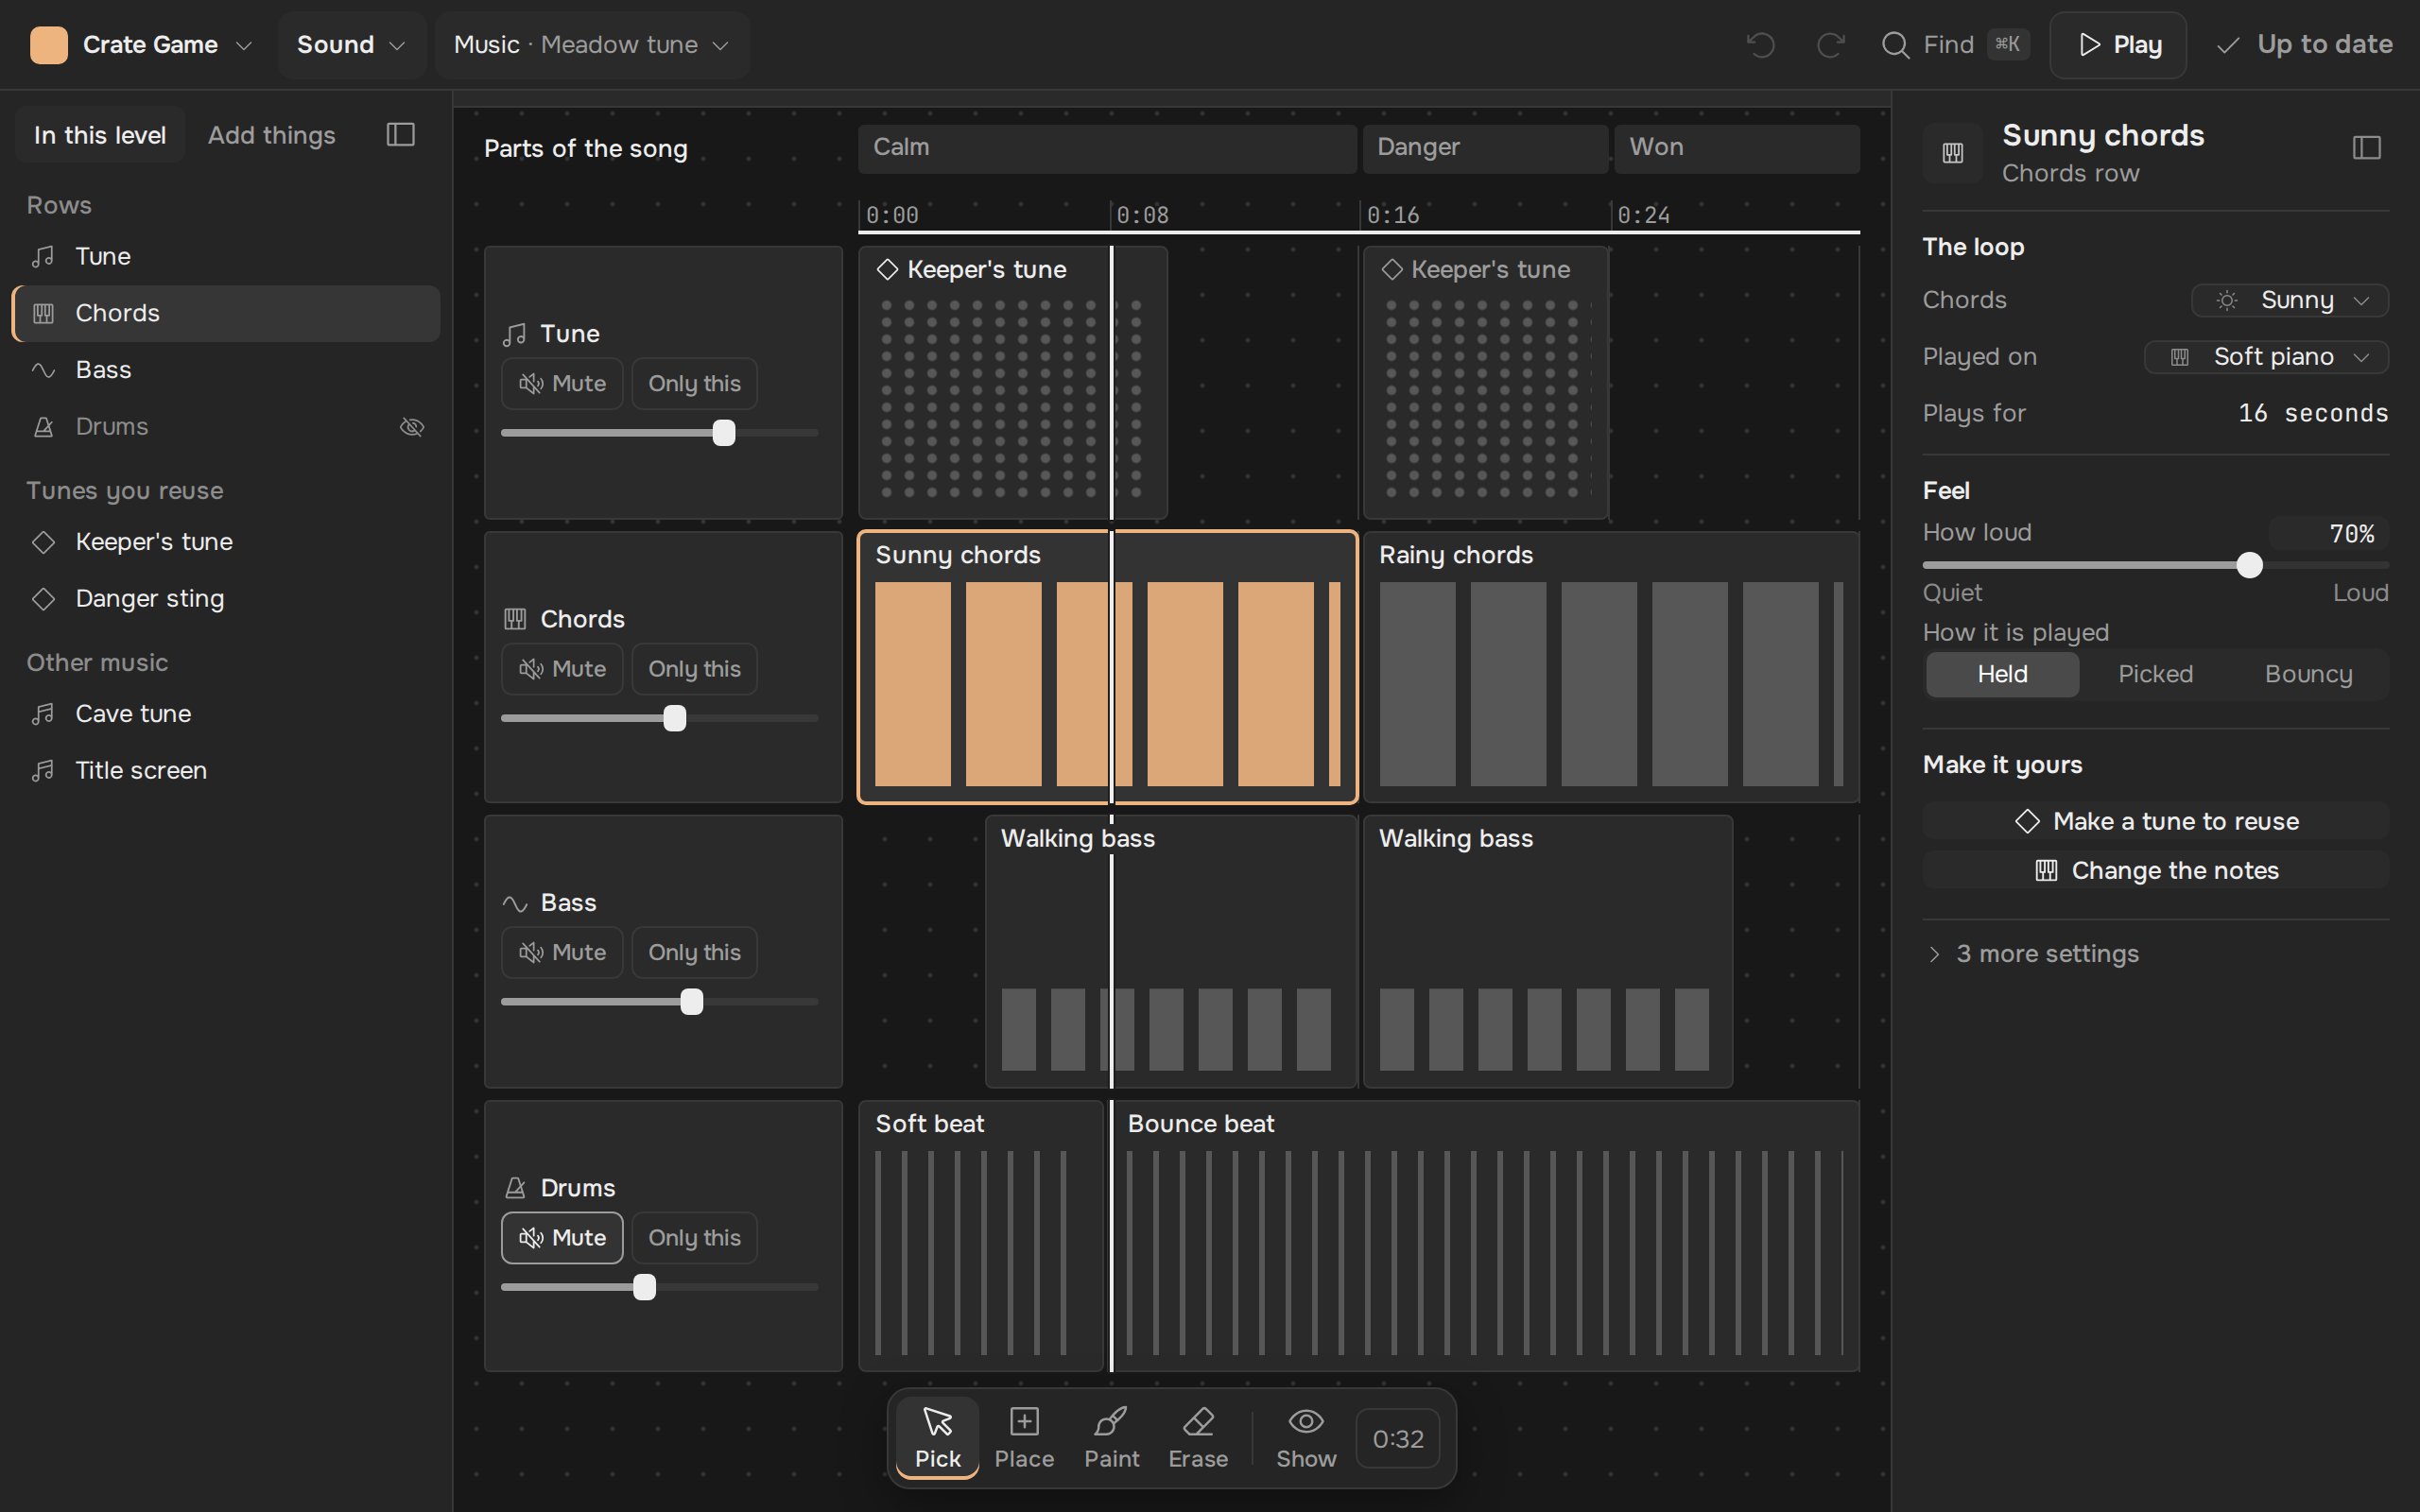 Crate Game
Sound
Music · Meadow tune
Find ⌘K
Play
Up to date
In this level
Add things
Rows
Tune
Chords
Bass
Drums
Tunes you reuse
Keeper's tune
Danger sting
Other music
Cave tune
Title screen
Parts of the song
Calm
Danger
Won
0:00
0:08
0:16
0:24
Tune
Mute
Only this
Keeper's tune
Keeper's tune
Chords
Mute
Only this
Sunny chords
Rainy chords
Bass
Mute
Only this
Walking bass
Walking bass
Drums
Mute
Only this
Soft beat
Bounce beat
Pick
Place
Paint
Erase
Show
0:32
Sunny chords
Chords row
The loop
Chords
Sunny
Played on
Soft piano
Plays for
16 seconds
Feel
How loud
70%
Quiet
Loud
How it is played
Held
Picked
Bouncy
Make it yours
Make a tune to reuse
Change the notes
3 more settings